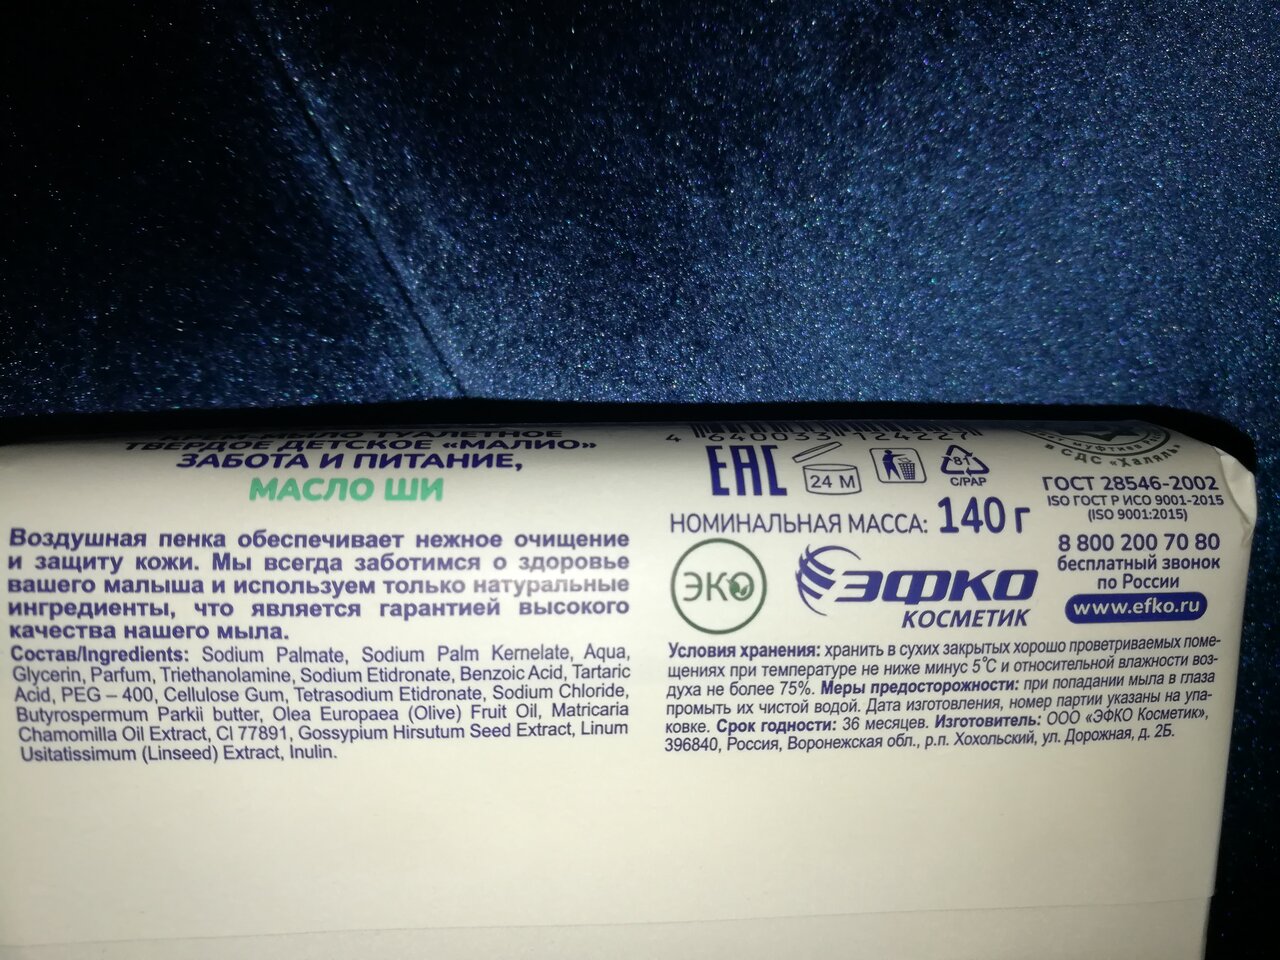 МЫЛО ТУАЛЕТНОЕ
ТВЕРДОЕ ДЕТСКОЕ «МАЛИО»
ЗАБОТА И ПИТАНИЕ,
МАСЛО ШИ
Воздушная пенка обеспечивает нежное очищение
и защиту кожи. Мы всегда заботимся о здоровье
вашего малыша и используем только натуральные
ингредиенты, что является гарантией высокого
качества нашего мыла.
Состав/Ingredients: Sodium Palmate, Sodium Palm Kernelate, Aqua,
Glycerin, Parfum, Triethanolamine, Sodium Etidronate, Benzoic Acid, Tartaric
Acid, PEG – 400, Cellulose Gum, Tetrasodium Etidronate, Sodium Chloride,
Butyrospermum Parkii butter, Olea Europaea (Olive) Fruit Oil, Matricaria
Chamomilla Oil Extract, CI 77891, Gossypium Hirsutum Seed Extract, Linum
Usitatissimum (Linseed) Extract, Inulin.
4 640033 124227
EAC
24 M
81
C/PAP
В СДС «Халяль»
ГОСТ 28546-2002
ISO ГОСТ Р ИСО 9001-2015
(ISO 9001:2015)
НОМИНАЛЬНАЯ МАССА: 140 г
8 800 200 70 80
бесплатный звонок
по России
www.efko.ru
ЭКО
ЭФКО
КОСМЕТИК
Условия хранения: хранить в сухих закрытых хорошо проветриваемых поме-
щениях при температуре не ниже минус 5°С и относительной влажности воз-
духа не более 75%. Меры предосторожности: при попадании мыла в глаза
промыть их чистой водой. Дата изготовления, номер партии указаны на упа-
ковке. Срок годности: 36 месяцев. Изготовитель: ООО «ЭФКО Косметик»,
396840, Россия, Воронежская обл., р.п. Хохольский, ул. Дорожная, д. 2Б.